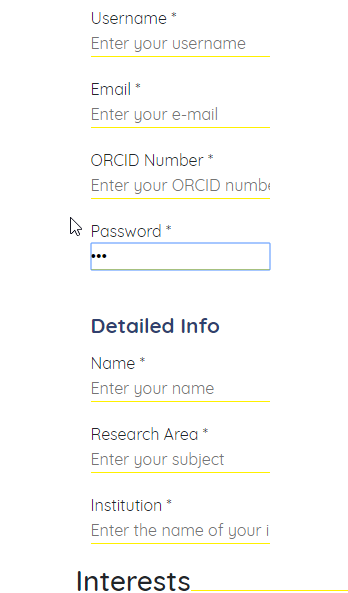 Username *
Enter your username
Email *
Enter your e-mail
ORCID Number *
Enter your ORCID numbe
Password *
•••
Detailed Info
Name *
Enter your name
Research Area *
Enter your subject
Institution *
Enter the name of your i
Interests